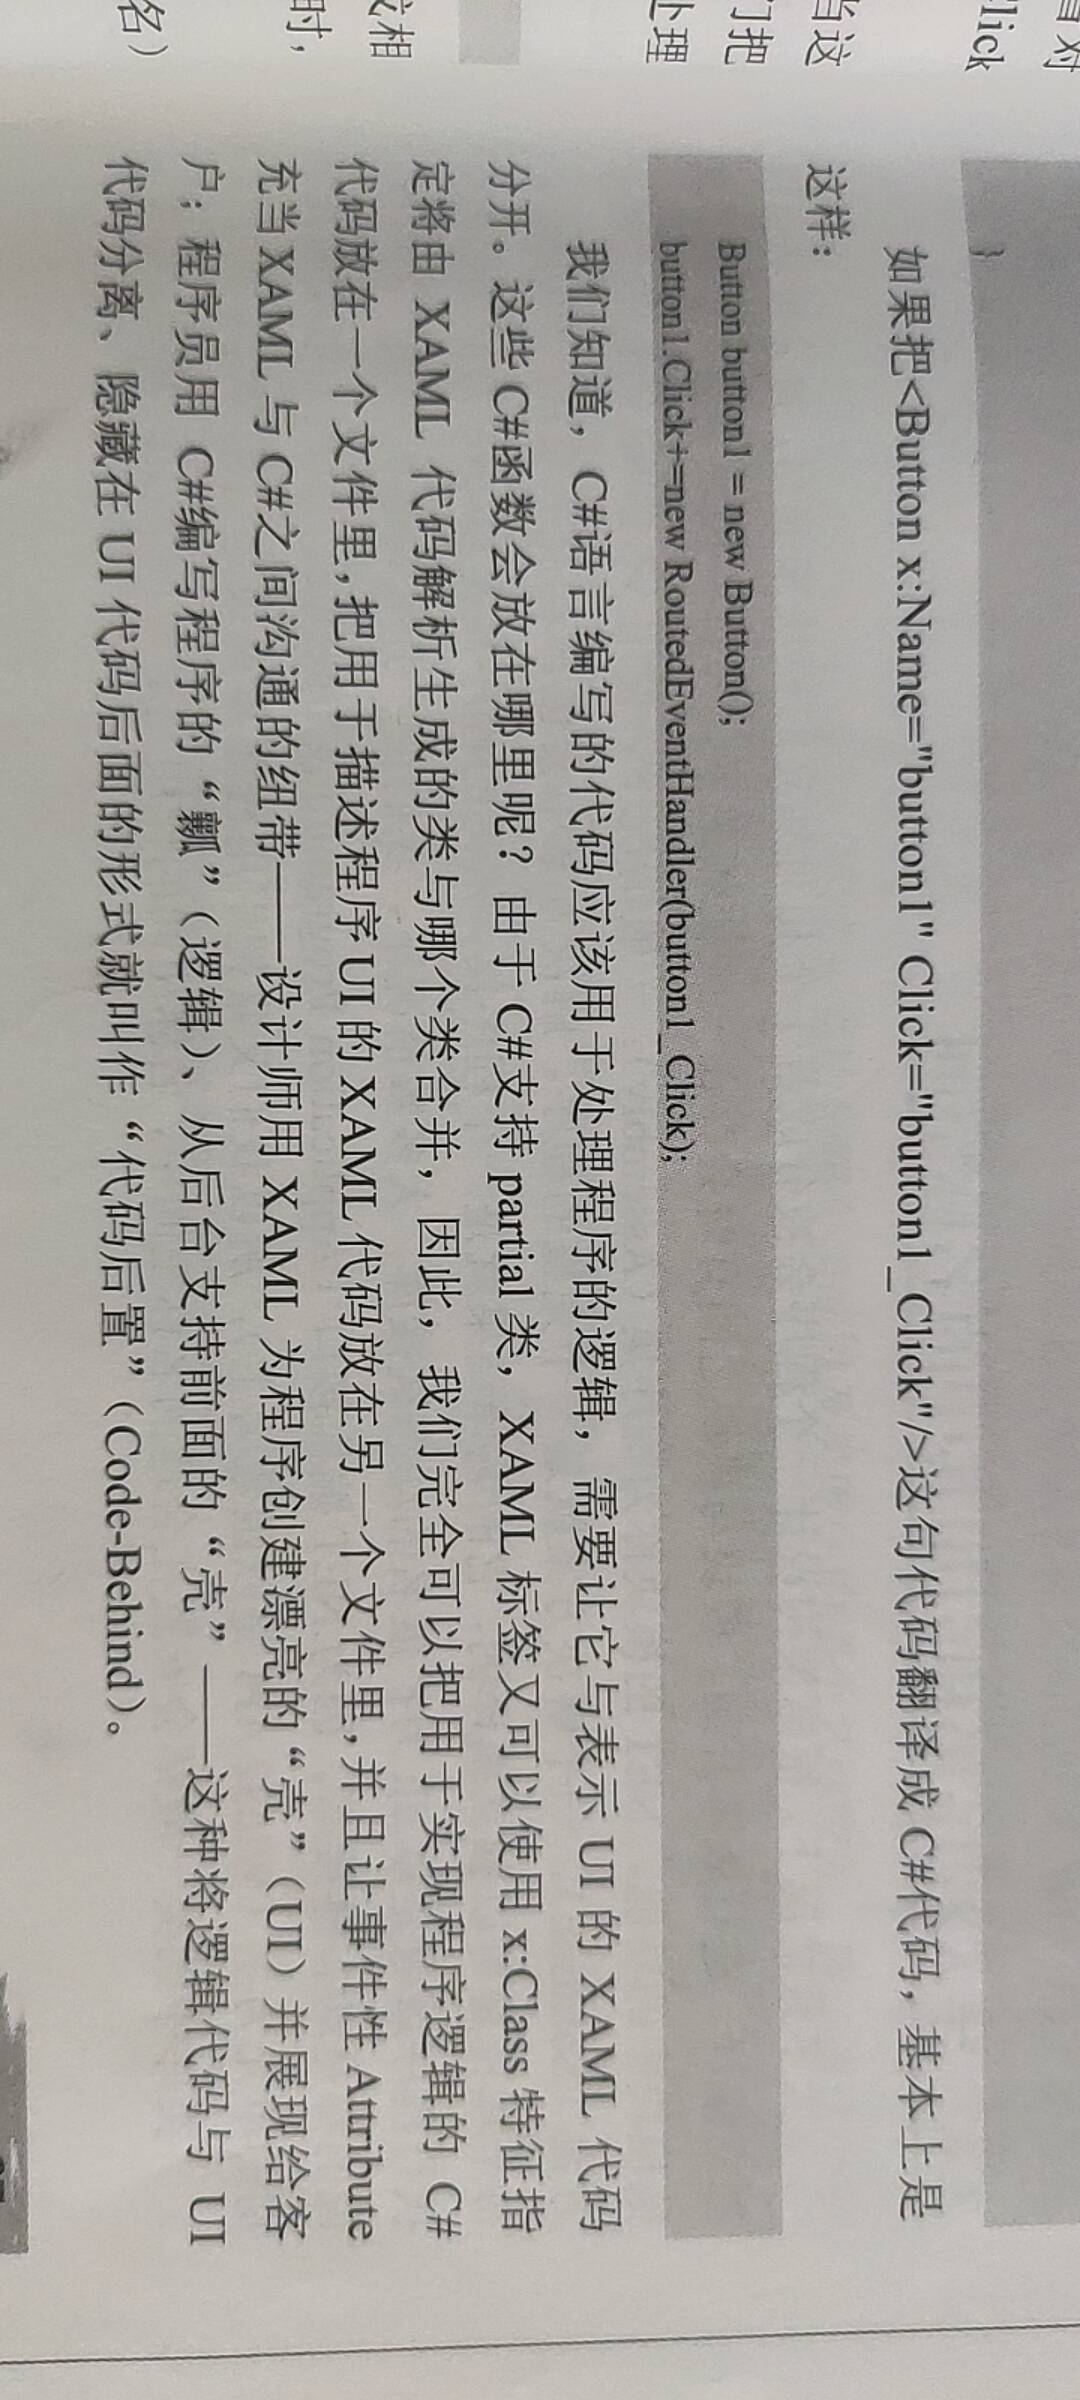 }
如果把<Button x:Name="button1" Click="button1_Click"/>这句代码翻译成 C#代码，基本上是
这样：
Button button1 = new Button();
button1.Click+=new RoutedEventHandler(button1_Click);
我们知道，C#语言编写的代码应该用于处理程序的逻辑，需要让它与表示 UI 的 XAML 代码
分开。这些 C#函数会放在哪里呢？由于 C#支持 partial 类，XAML 标签又可以使用 x:Class 特征指
定将由 XAML 代码解析生成的类与哪个类合并，因此，我们完全可以把用于实现程序逻辑的 C#
代码放在一个文件里，把用于描述程序 UI 的 XAML 代码放在另一个文件里，并且让事件性 Attribute
充当 XAML 与 C#之间沟通的纽带——设计师用 XAML 为程序创建漂亮的“壳”（UI）并展现给客
户；程序员用 C#编写程序的“瓤”（逻辑）、从后台支持前面的“壳”——这种将逻辑代码与 UI
代码分离、隐藏在 UI 代码后面的形式就叫作“代码后置”（Code-Behind）。
对
lick
当这
门把
处理
相
时，
名）